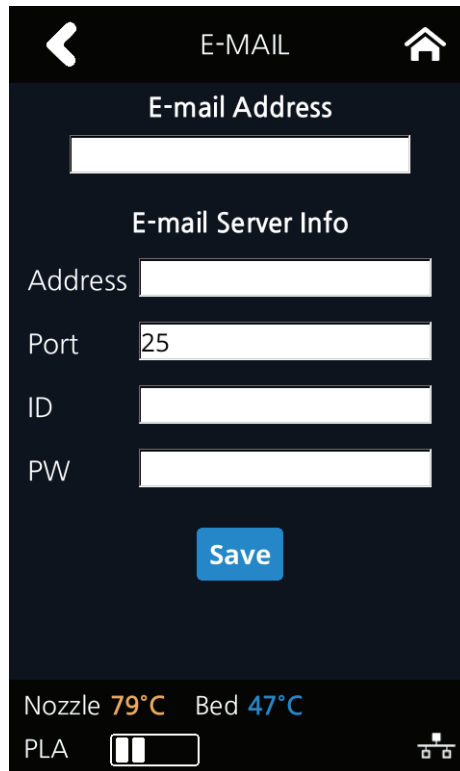 E-MAIL
E-mail Address
E-mail Server Info
Address
Port 25
ID
PW
Save
Nozzle 79°C Bed 47°C
PLA